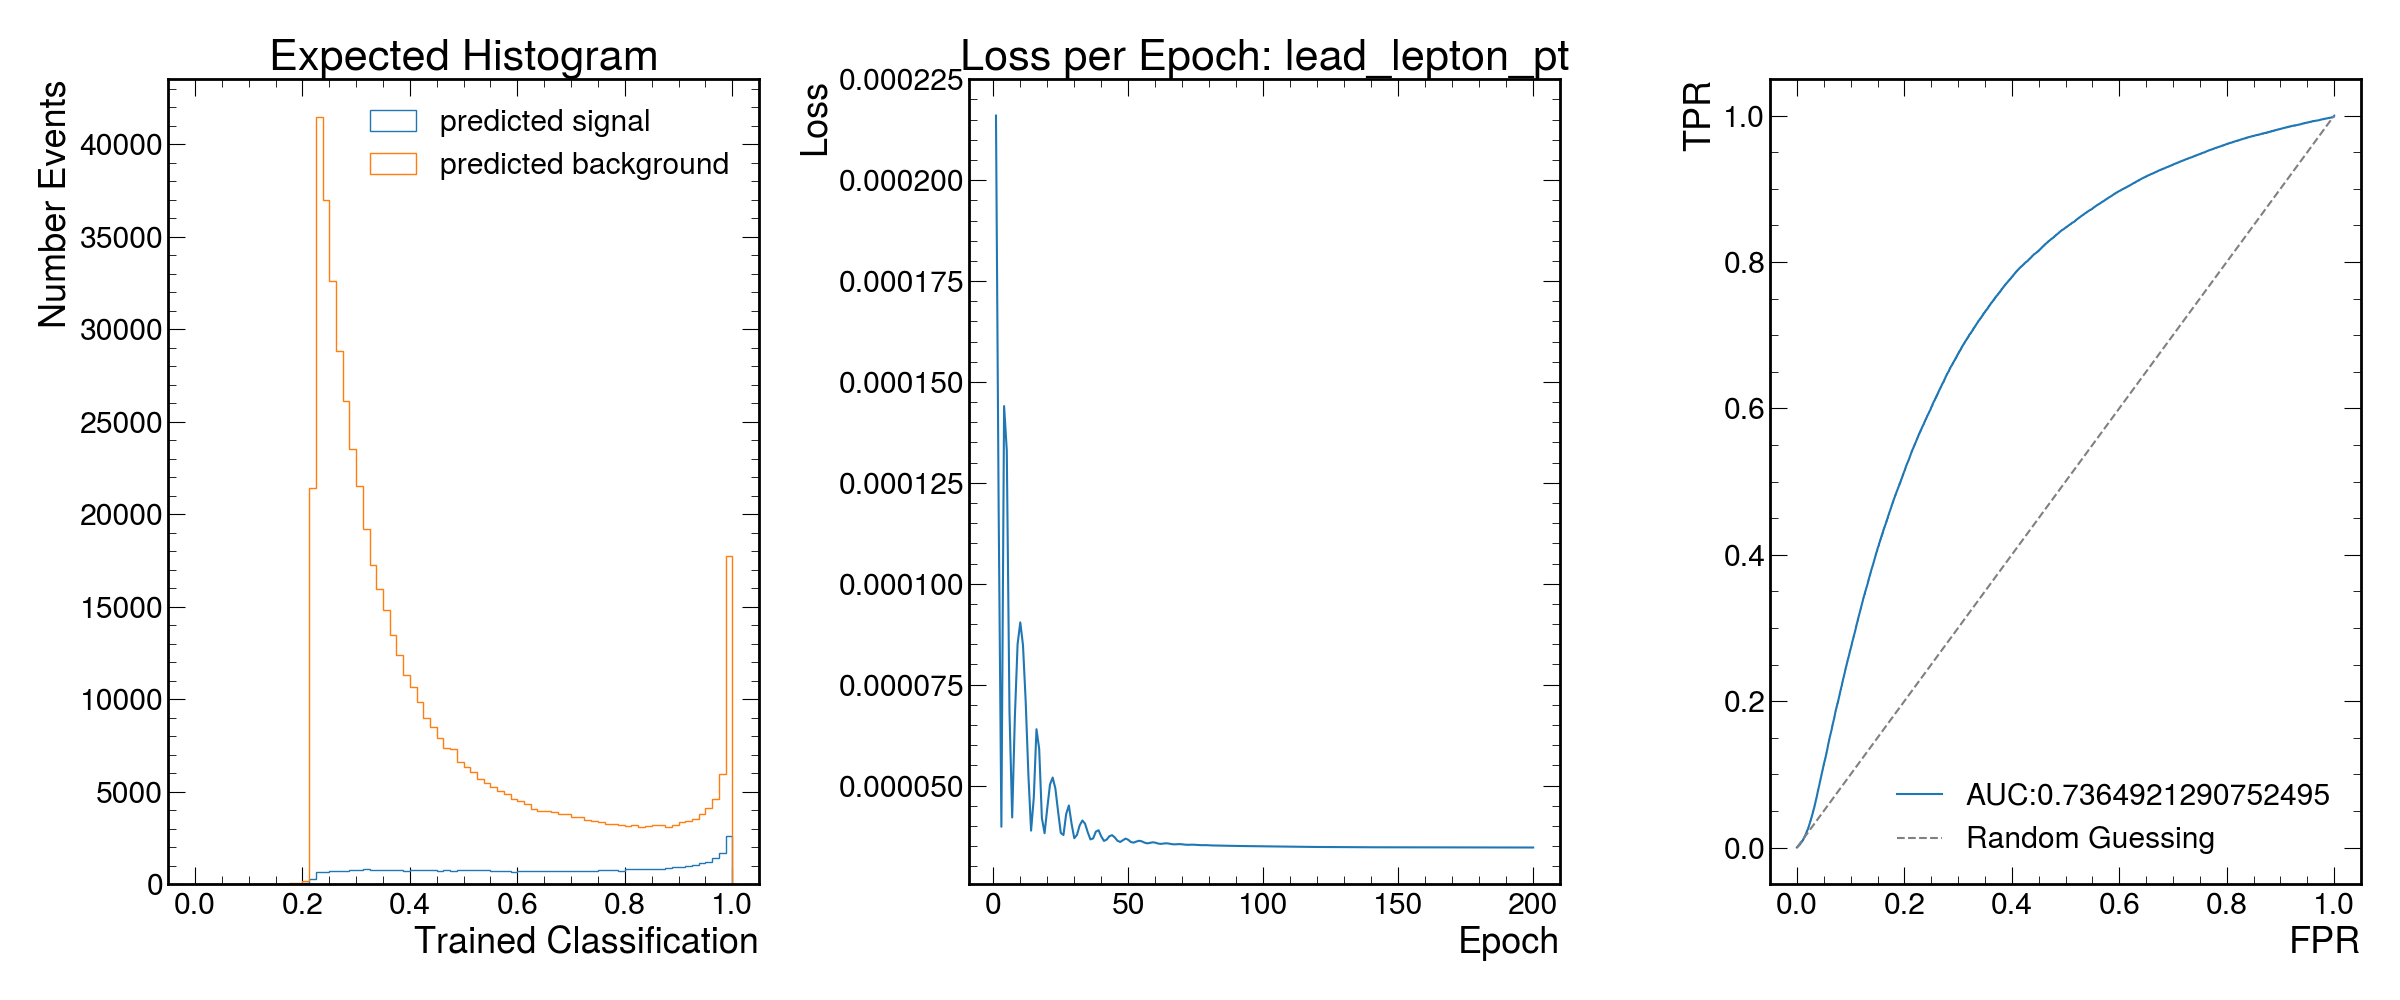 Expected Histogram
Number Events
40000
35000
30000
25000
20000
15000
10000
5000
0
0.0 0.2 0.4 0.6 0.8 1.0
Trained Classification
predicted signal
predicted background
Loss per Epoch: lead_lepton_pt
Loss
0.000225
0.000200
0.000175
0.000150
0.000125
0.000100
0.000075
0.000050
0 50 100 150 200
Epoch
TPR
1.0
0.8
0.6
0.4
0.2
0.0
AUC:0.7364921290752495
Random Guessing
0.0 0.2 0.4 0.6 0.8 1.0
FPR